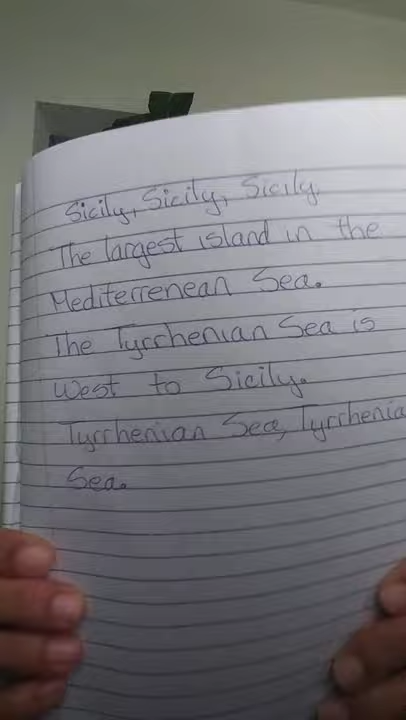 Sicily, Sicily, Sicily.
The largest island in the
Mediterrenean Sea.
The Tyrrhenian Sea is
West to Sicily.
Tyrrhenian Sea, Tyrrhenia
Sea.